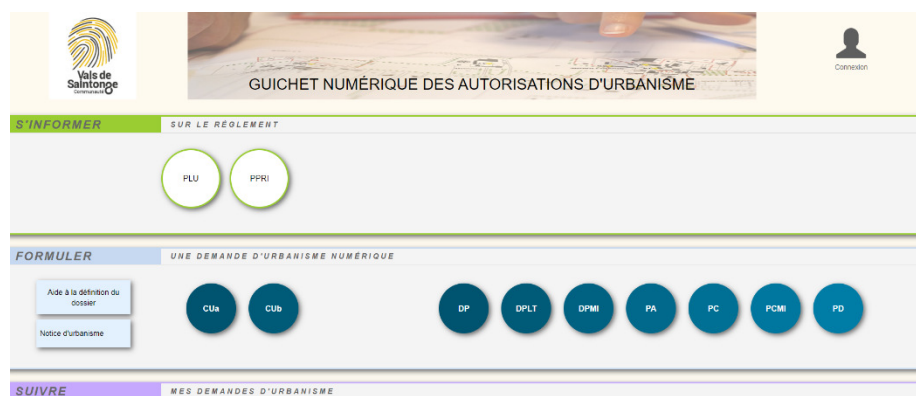 Vals de
Saintonge
Communauté
GUICHET NUMÉRIQUE DES AUTORISATIONS D'URBANISME
Connexion
S'INFORMER
SUR LE RÉGLEMENT
PLU
PPRI
FORMULER
UNE DEMANDE D'URBANISME NUMÉRIQUE
Aide à la définition du
dossier
Notice d'urbanisme
CUa
CUb
DP
DPLT
DPMI
PA
PC
PCMI
PD
SUIVRE
MES DEMANDES D'URBANISME